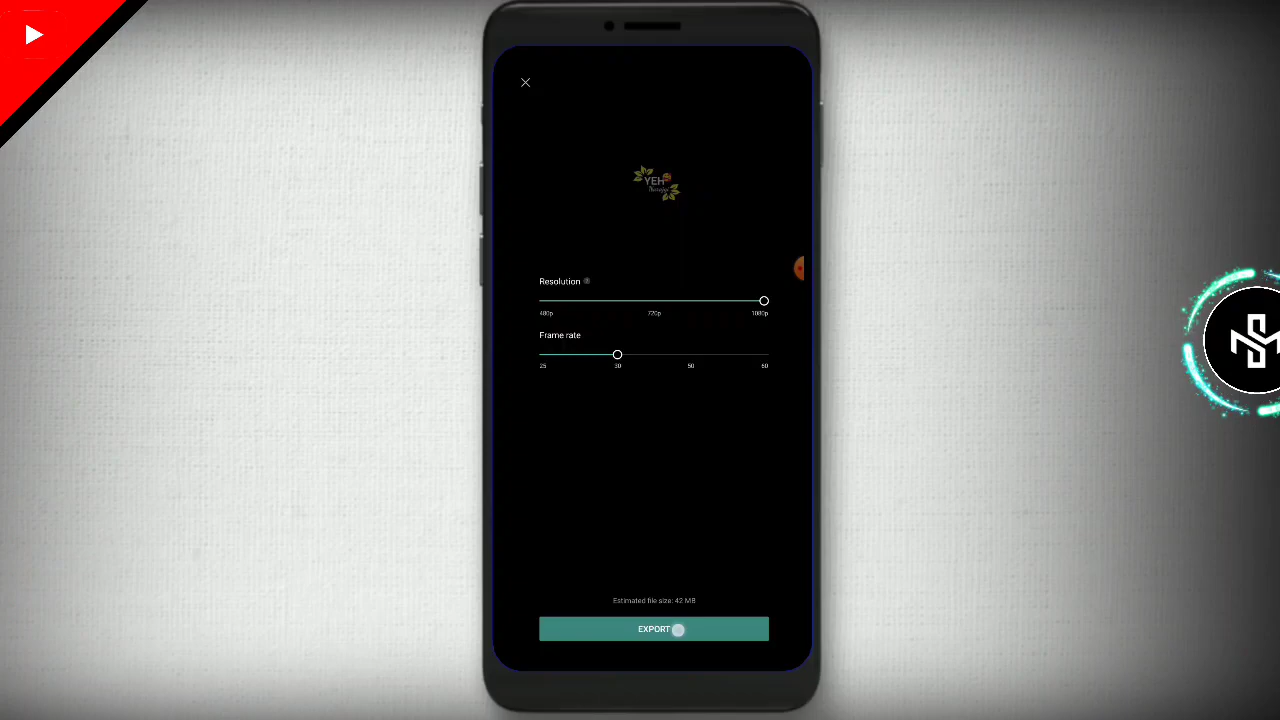 YEH
Resolution
480p 720p 1080p
Frame rate
25 30 50 60
Estimated file size: 42 MB
EXPORT